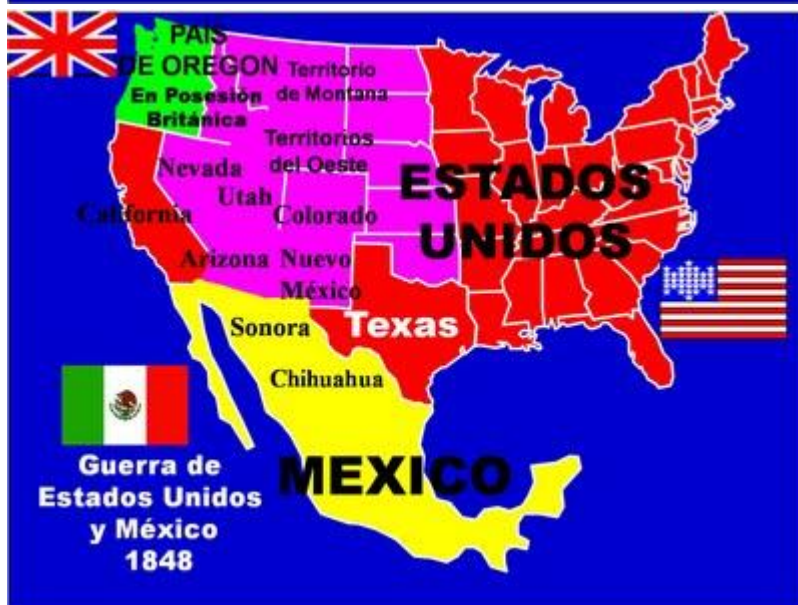 PAÍS
DE OREGON
En Posesión
Británica
Territorio
de Montana
Territorios
del Oeste
Nevada
Utah
Colorado
California
Arizona
Nuevo
México
ESTADOS
UNIDOS
Sonora
Texas
Chihuahua
MEXICO
Guerra de
Estados Unidos
y México
1848